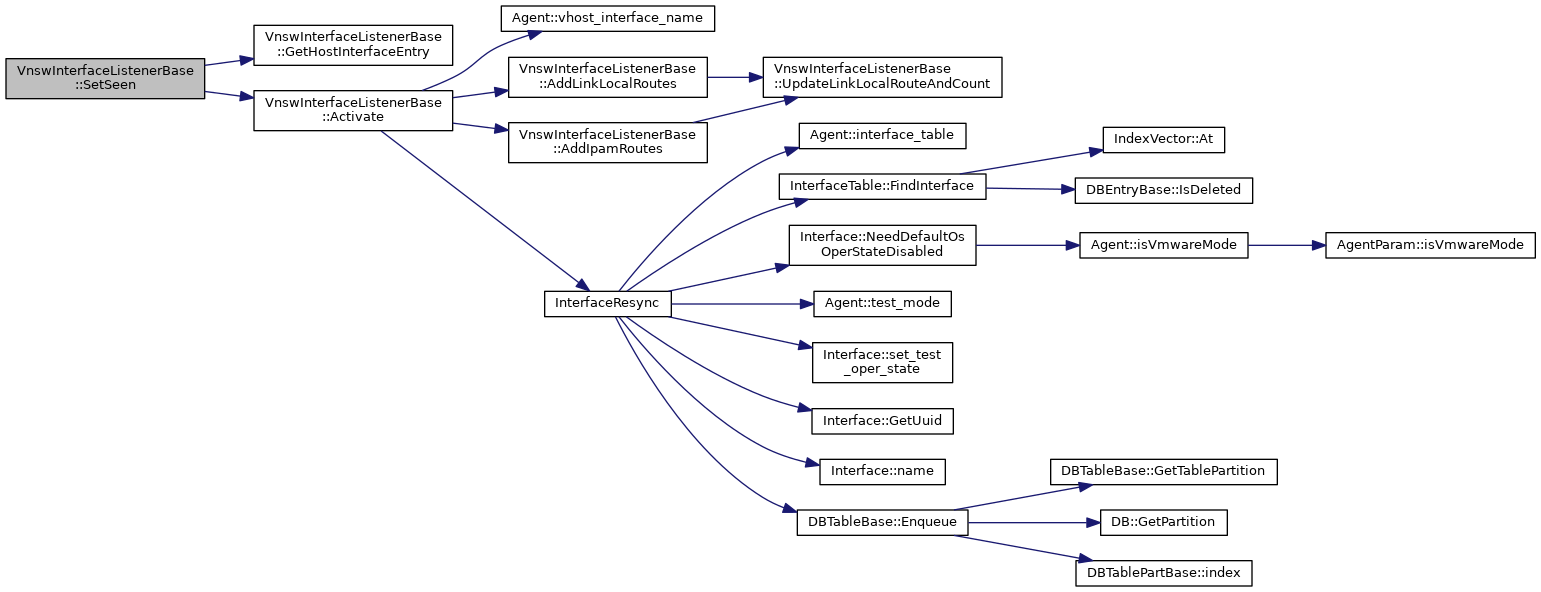 VnswInterfaceListenerBase
::SetSeen
VnswInterfaceListenerBase
::GetHostInterfaceEntry
VnswInterfaceListenerBase
::Activate
Agent::vhost_interface_name
VnswInterfaceListenerBase
::AddLinkLocalRoutes
VnswInterfaceListenerBase
::AddIpamRoutes
InterfaceResync
VnswInterfaceListenerBase
::UpdateLinkLocalRouteAndCount
Agent::interface_table
InterfaceTable::FindInterface
Interface::NeedDefaultOs
OperStateDisabled
Agent::test_mode
Interface::set_test
_oper_state
Interface::GetUuid
Interface::name
DBTableBase::Enqueue
IndexVector::At
DBEntryBase::IsDeleted
Agent::isVmwareMode
AgentParam::isVmwareMode
DBTableBase::GetTablePartition
DB::GetPartition
DBTablePartBase::index